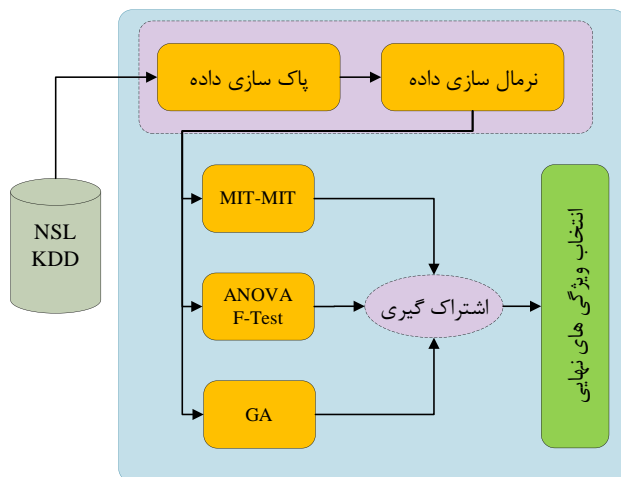 پاک سازی داده
نرمال سازی داده
NSL
KDD
MIT-MIT
ANOVA
F-Test
GA
اشتراک گیری
انتخاب ویژگی های نهایی